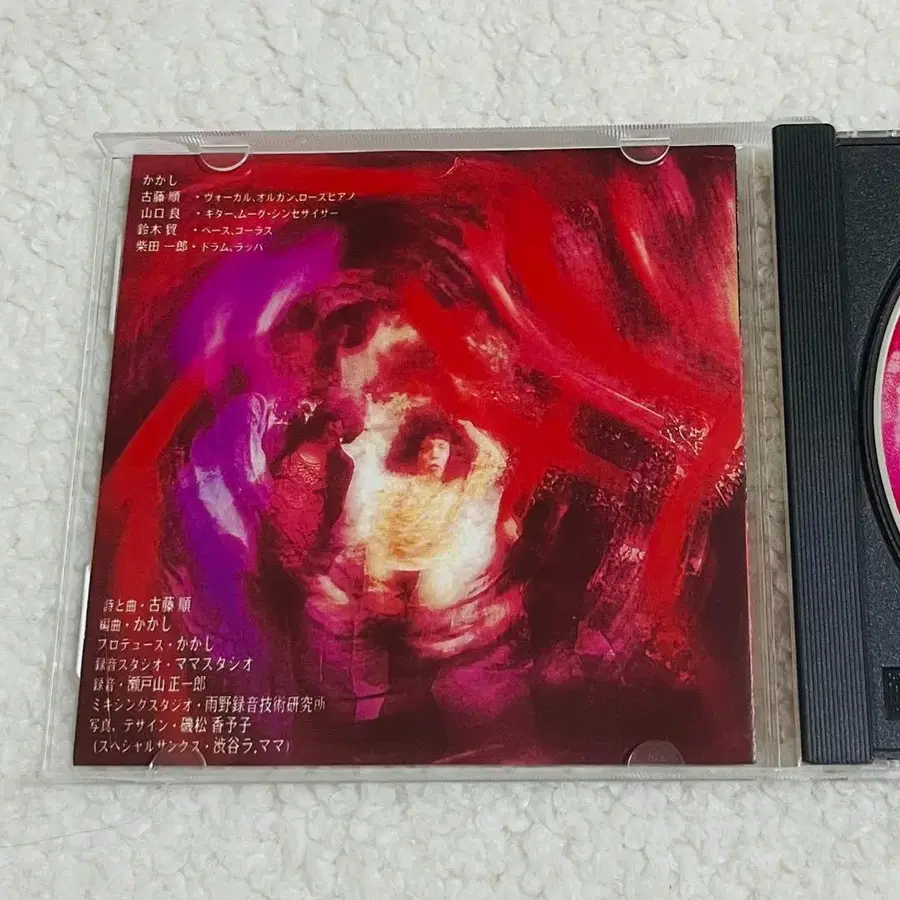 かかし
古藤 順 ・ヴォーカル、オルガン、ローズピアノ
山口 良 ・ギター、ムーク・シンセサイサー
鈴木 貿 ・ベース、コーラス
柴田 一郎・ドラム、ラッパ
詩と曲・古藤 順
編曲・かかし
プロデュース・かかし
録音スタジオ・ママスタジオ
録音・瀬戸山 正一郎
ミキシングスタジオ・雨野録音技術研究所
写真、デザイン・磯松 香予子
(スペシャルサンクス・渋谷ラ.ママ)